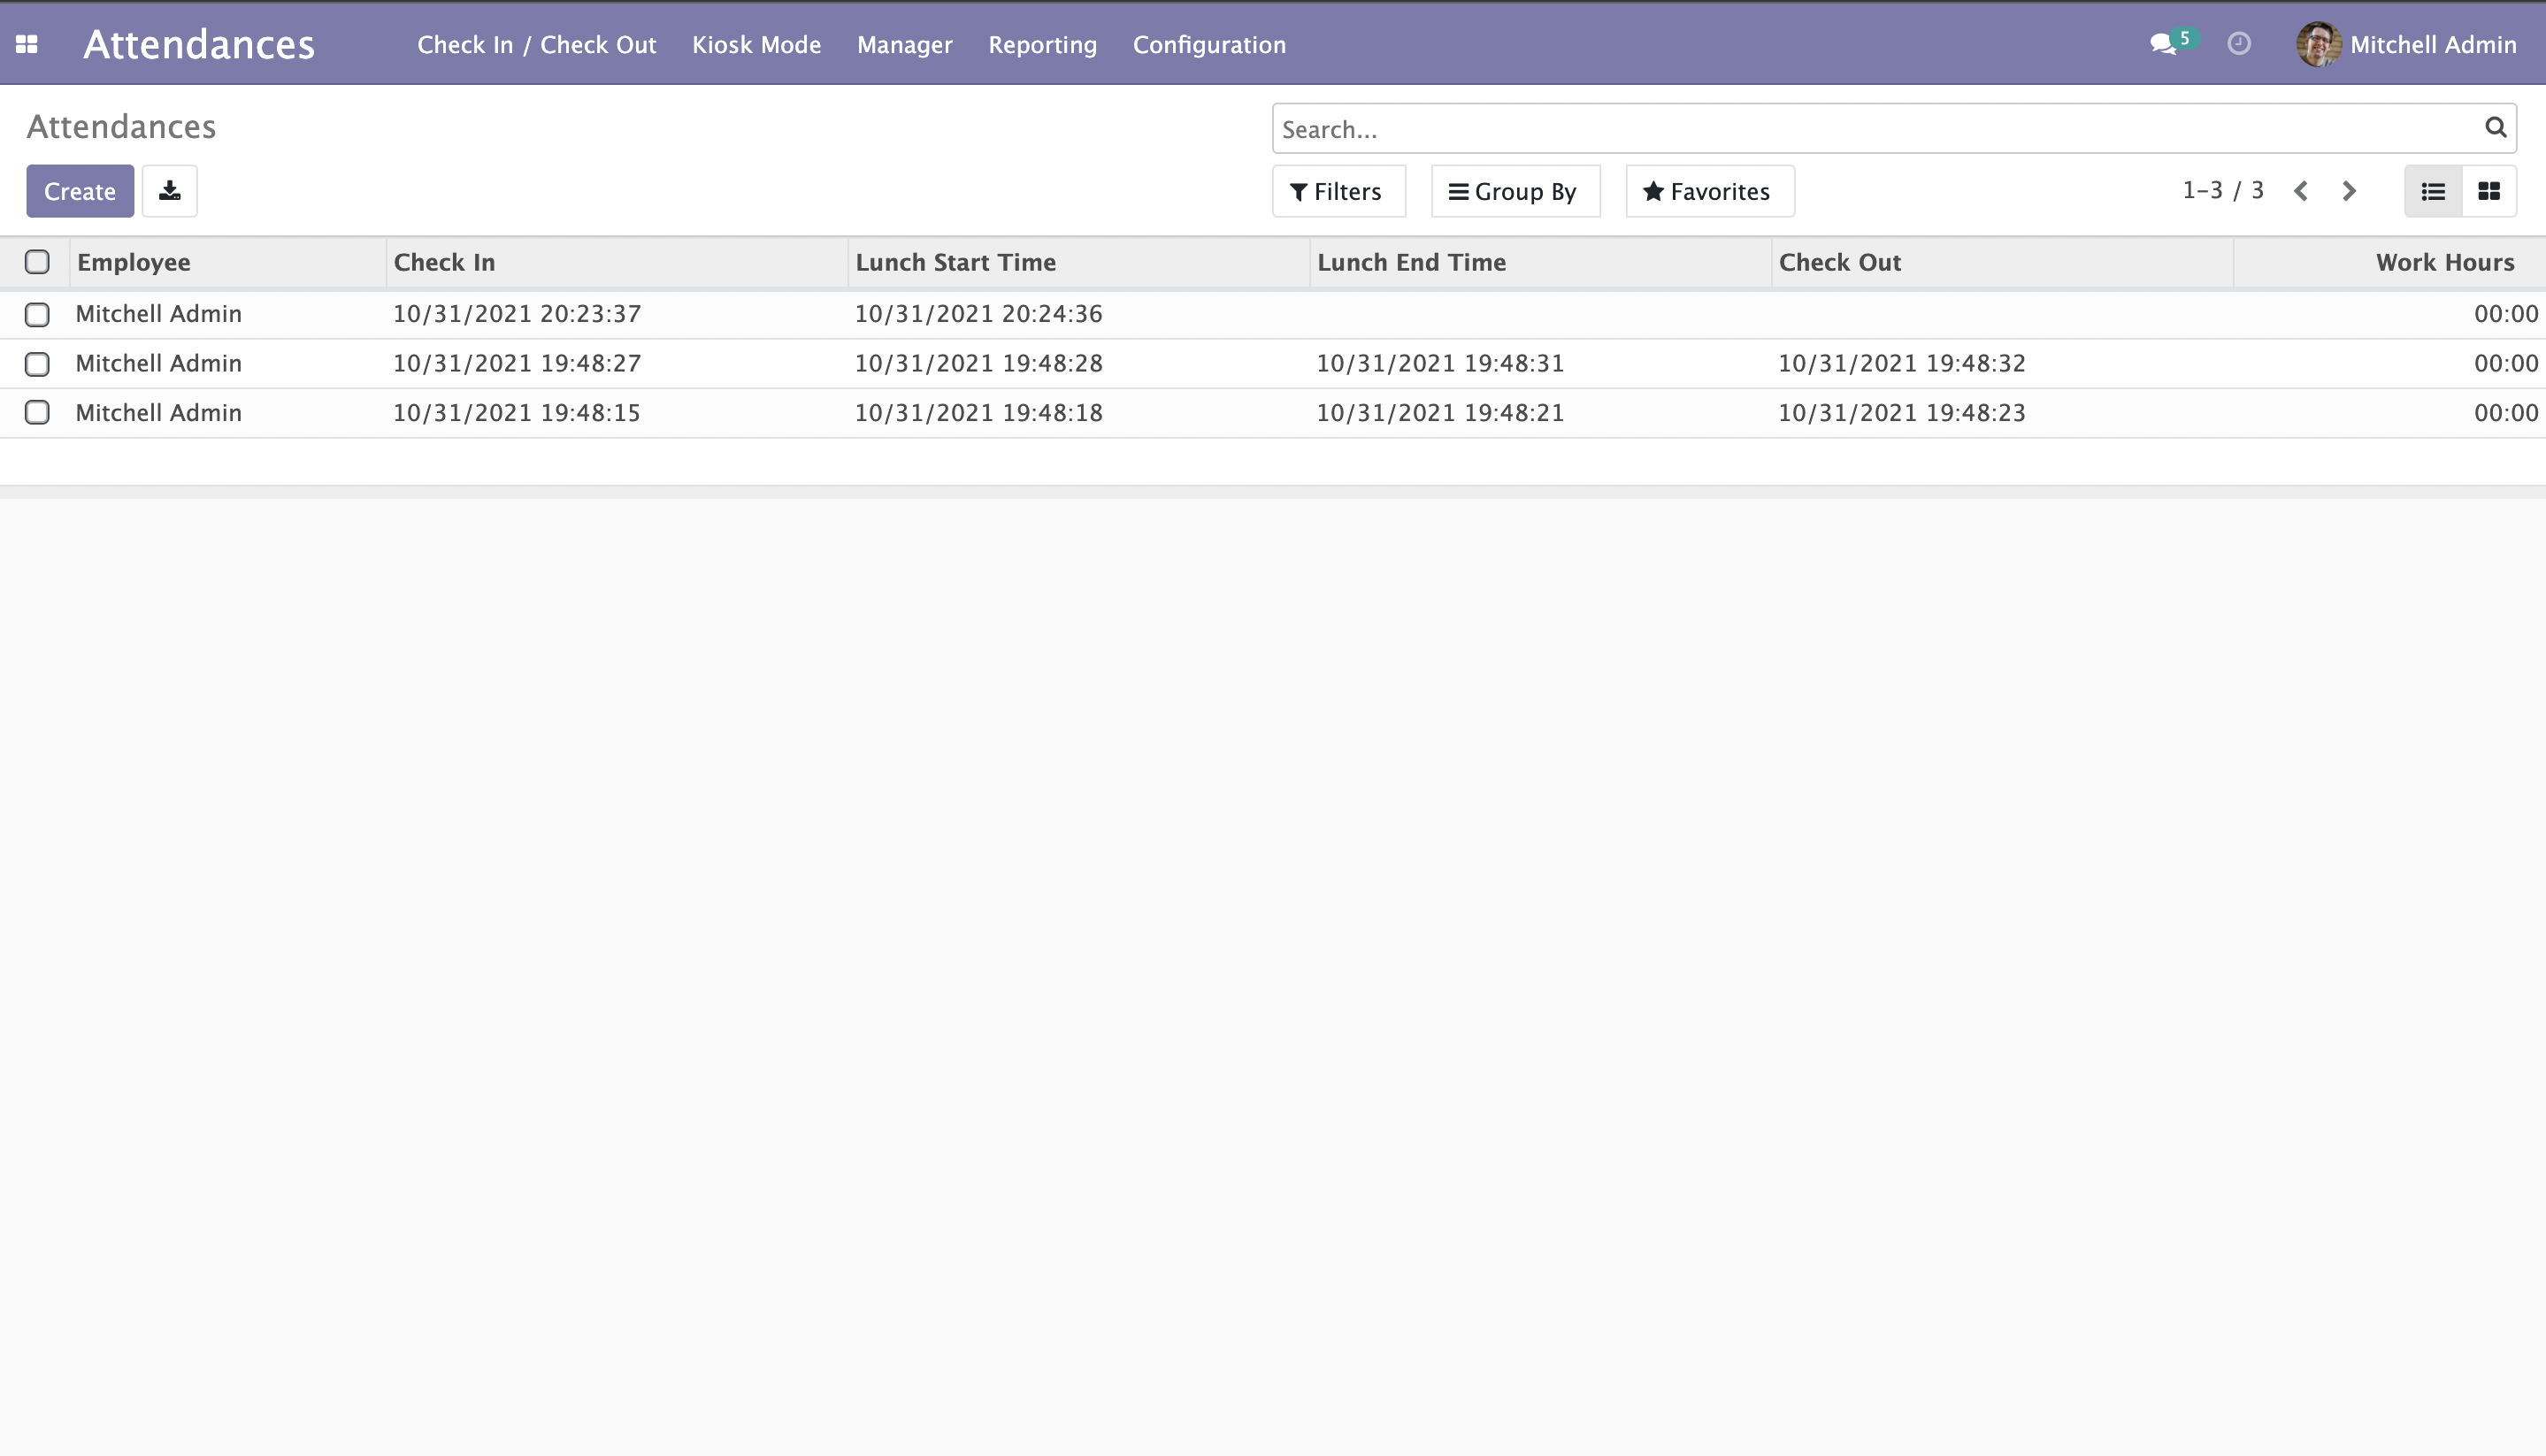 Attendances Check In / Check Out Kiosk Mode Manager Reporting Configuration 5 Mitchell Admin
Attendances Search...
Create Filters Group By Favorites 1-3 / 3
Employee Check In Lunch Start Time Lunch End Time Check Out Work Hours
Mitchell Admin 10/31/2021 20:23:37 10/31/2021 20:24:36 00:00
Mitchell Admin 10/31/2021 19:48:27 10/31/2021 19:48:28 10/31/2021 19:48:31 10/31/2021 19:48:32 00:00
Mitchell Admin 10/31/2021 19:48:15 10/31/2021 19:48:18 10/31/2021 19:48:21 10/31/2021 19:48:23 00:00